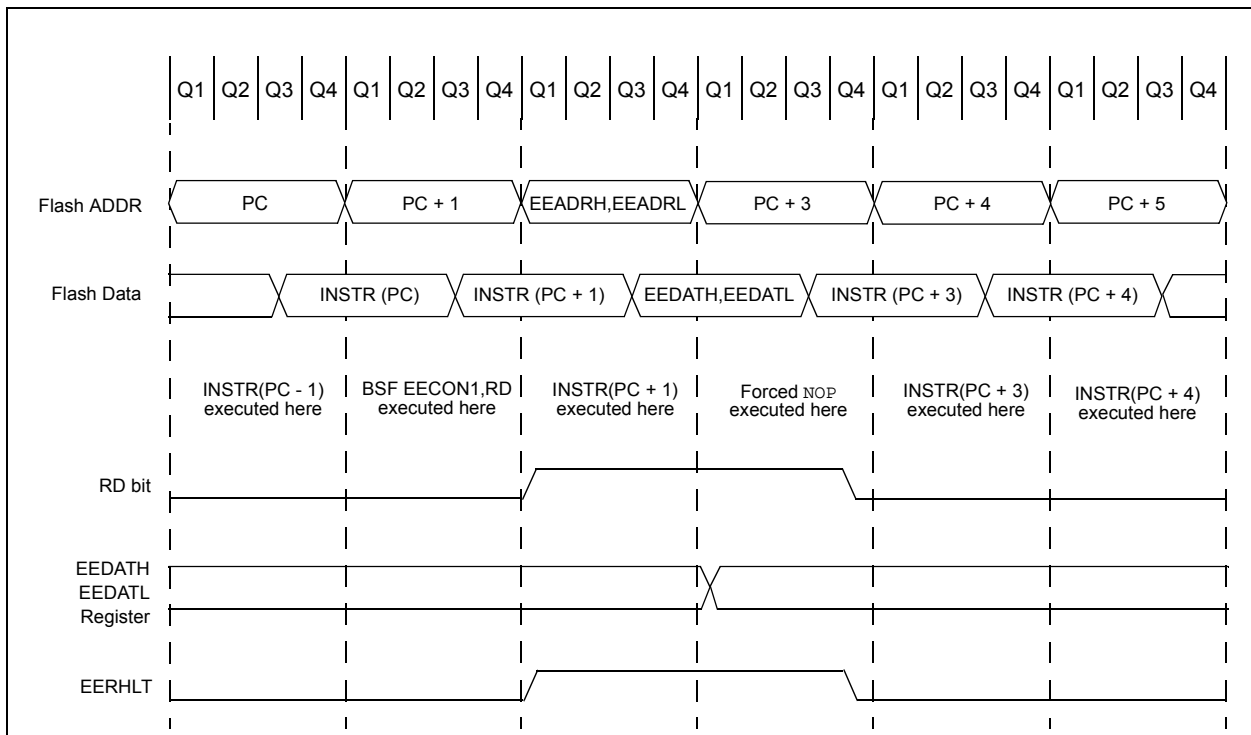 Q1 Q2 Q3 Q4 Q1 Q2 Q3 Q4 Q1 Q2 Q3 Q4 Q1 Q2 Q3 Q4 Q1 Q2 Q3 Q4 Q1 Q2 Q3 Q4
Flash ADDR PC PC + 1 EEADRH,EEADRL PC + 3 PC + 4 PC + 5
Flash Data INSTR (PC) INSTR (PC + 1) EEDATH,EEDATL INSTR (PC + 3) INSTR (PC + 4)
INSTR(PC - 1)
executed here
BSF EECON1,RD
executed here
INSTR(PC + 1)
executed here
Forced NOP
executed here
INSTR(PC + 3)
executed here
INSTR(PC + 4)
executed here
RD bit
EEDATH
EEDATL
Register
EERHLT